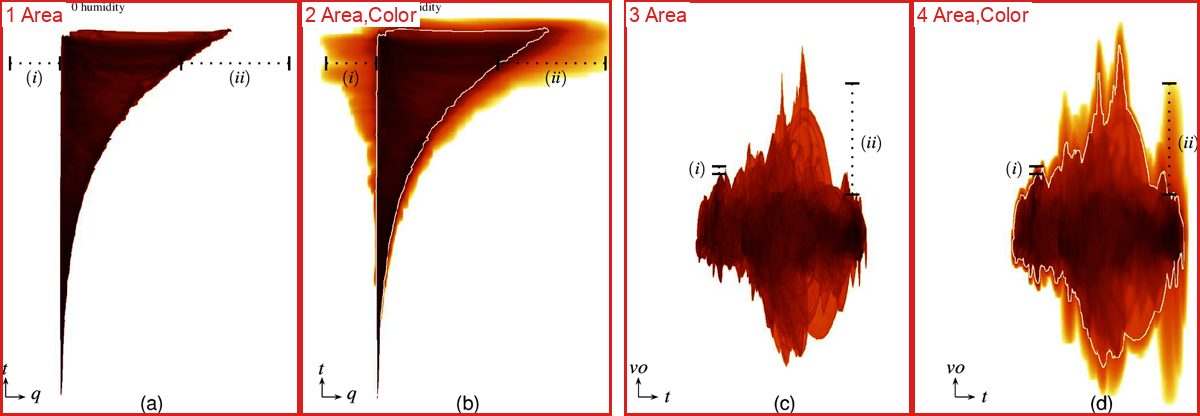 1 Area
0 humidity
2 Area,Color
idity
3 Area
4 Area,Color
(i)
(ii)
(i)
(ii)
(i)
(ii)
(i)
(ii)
t
q
(a)
t
q
(b)
vo
t
(c)
vo
t
(d)